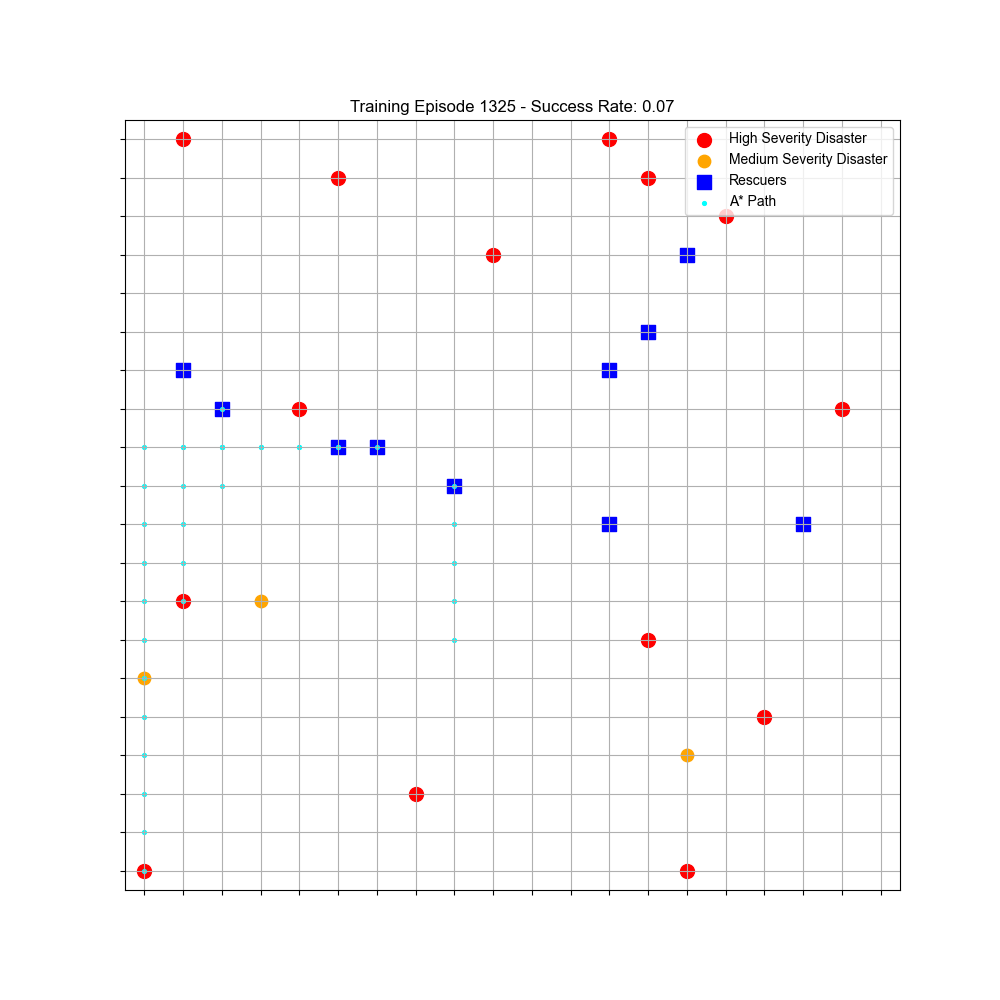 Training Episode 1325 - Success Rate: 0.07
High Severity Disaster
Medium Severity Disaster
Rescuers
A* Path